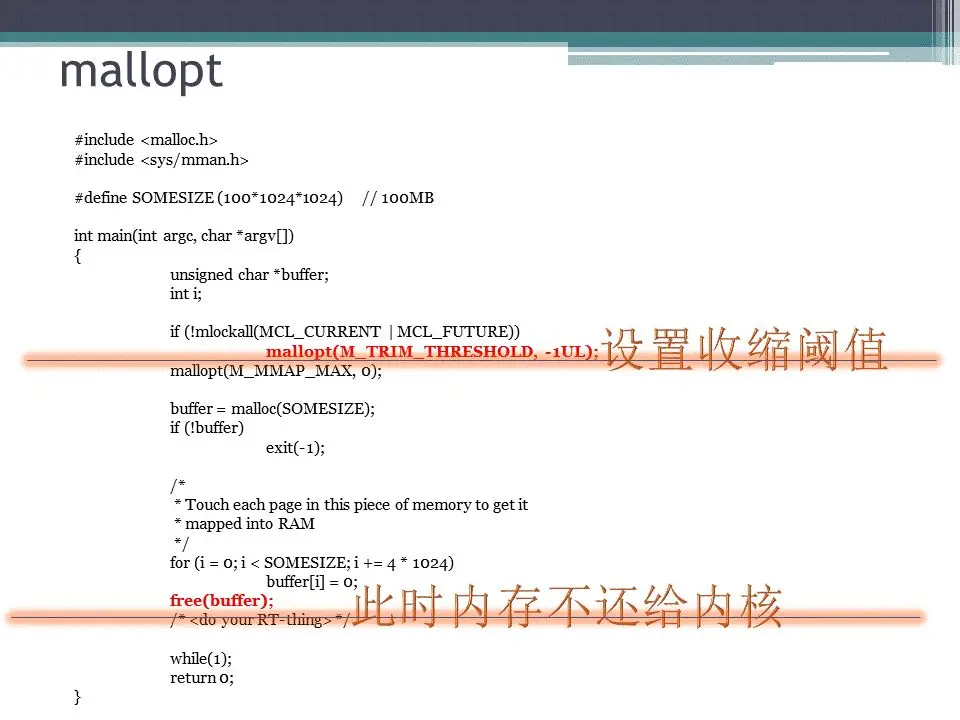 mallopt
#include <malloc.h>
#include <sys/mman.h>
#define SOMESIZE (100*1024*1024) // 100MB
int main(int argc, char *argv[])
{
unsigned char *buffer;
int i;
if (!mlockall(MCL_CURRENT | MCL_FUTURE))
mallopt(M_TRIM_THRESHOLD, -1UL);
设置收缩阈值
mallopt(M_MMAP_MAX, 0);
buffer = malloc(SOMESIZE);
if (!buffer)
exit(-1);
/*
* Touch each page in this piece of memory to get it
* mapped into RAM
*/
for (i = 0; i < SOMESIZE; i += 4 * 1024)
buffer[i] = 0;
free(buffer);
此时内存不还给内核
/* <do your RT-thing> */
while(1);
return 0;
}